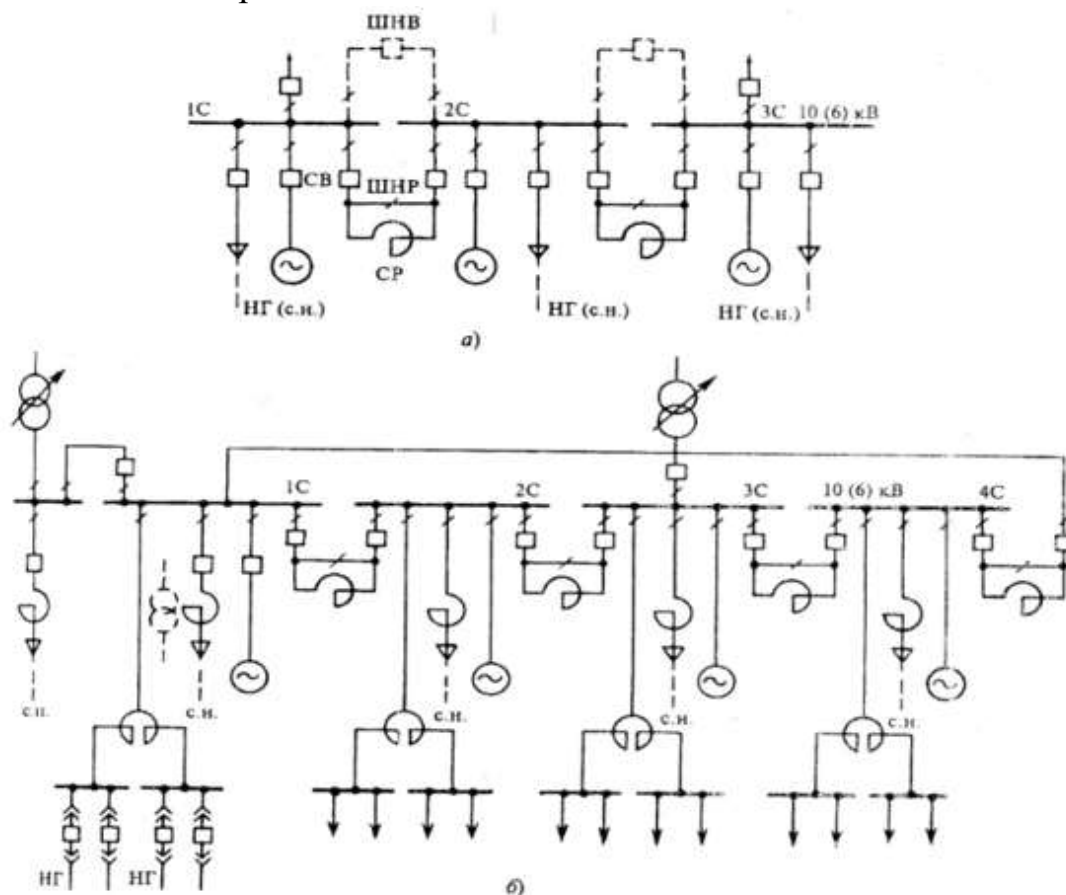 ШНВ
1С
2С
3С 10 (6) кВ
СВ
ШНР
СР
НГ (с.н.)
НГ (с.н.)
НГ (с.н.)
а)
1С
2С
3С
10 (6) кВ
4С
с.н.
с.н.
с.н.
с.н.
с.н.
НГ
НГ
б)